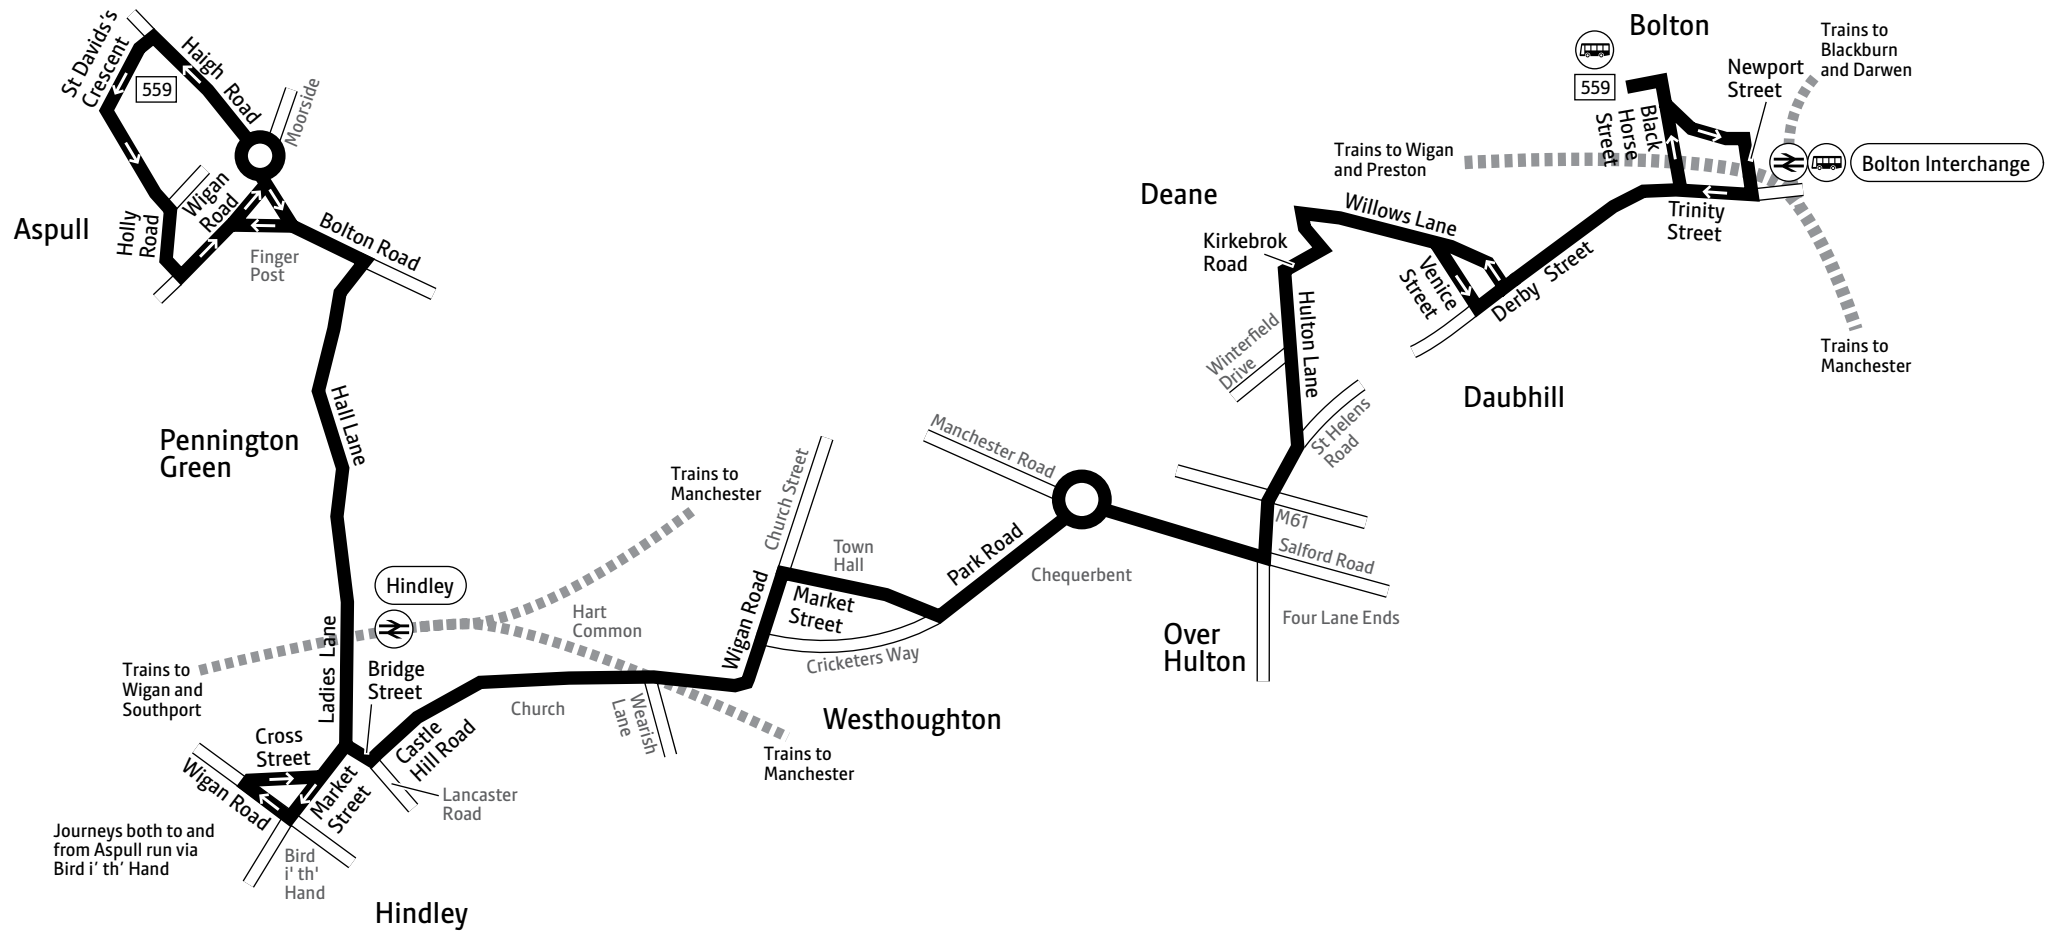 St Davids's
Crescent
559
Haigh
Road
Moorside
Wigan
Road
Holly
Road
Aspull
Finger
Post
Bolton Road
Hall Lane
Pennington
Green
Hindley
Trains to
Manchester
Hart
Common
Trains to
Wigan and
Southport
Ladies Lane
Bridge
Street
Cross
Street
Wigan Road
Market
Street
Castle
Hill Road
Lancaster
Road
Church
Wearish
Lane
Trains to
Manchester
Journeys both to and
from Aspull run via
Bird i’ th’ Hand
Bird
i' th'
Hand
Hindley
Wigan Road
Church Street
Town
Hall
Market
Street
Cricketers Way
Westhoughton
Park Road
Manchester Road
Chequerbent
Over
Hulton
Four Lane Ends
Salford Road
M61
St Helens
Road
Hulton Lane
Winterfield
Drive
Kirkebrok
Road
Deane
Willows Lane
Venice
Street
Derby Street
Daubhill
Trains to Wigan
and Preston
Bolton
559
Black
Horse
Street
Newport
Street
Trains to
Blackburn
and Darwen
Bolton Interchange
Trinity
Street
Trains to
Manchester